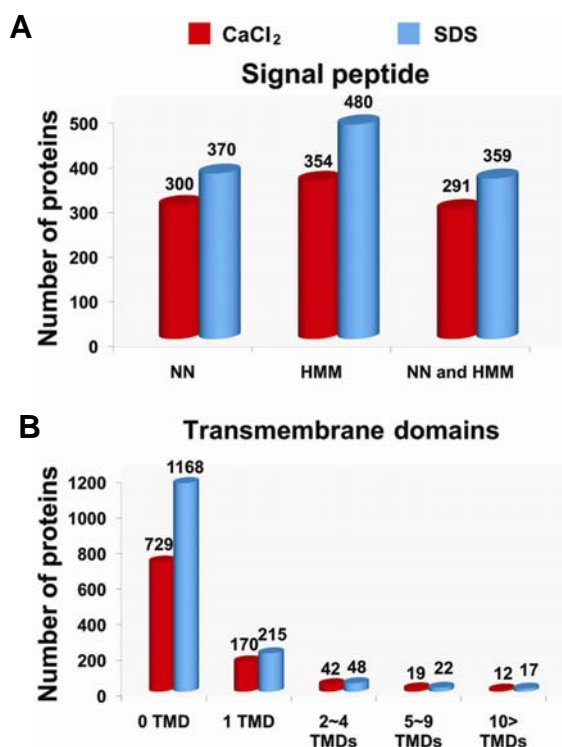 A
CaCl₂ SDS
Signal peptide
Number of proteins
500
400
300
200
100
0
300 370
354 480
291 359
NN HMM NN and HMM
B
Transmembrane domains
Number of proteins
1200
1000
800
600
400
200
0
729 1168
170 215
42 48
19 22
12 17
0 TMD 1 TMD 2~4 5~9 10>
TMDs TMDs TMDs